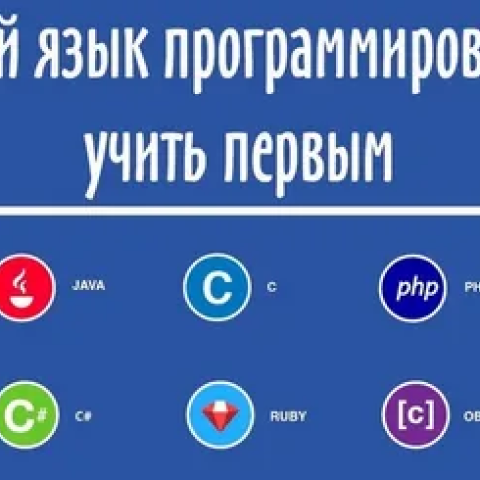 й язык программиров
учить первым
JAVA C C php PH
C# C# RUBY [c] OB